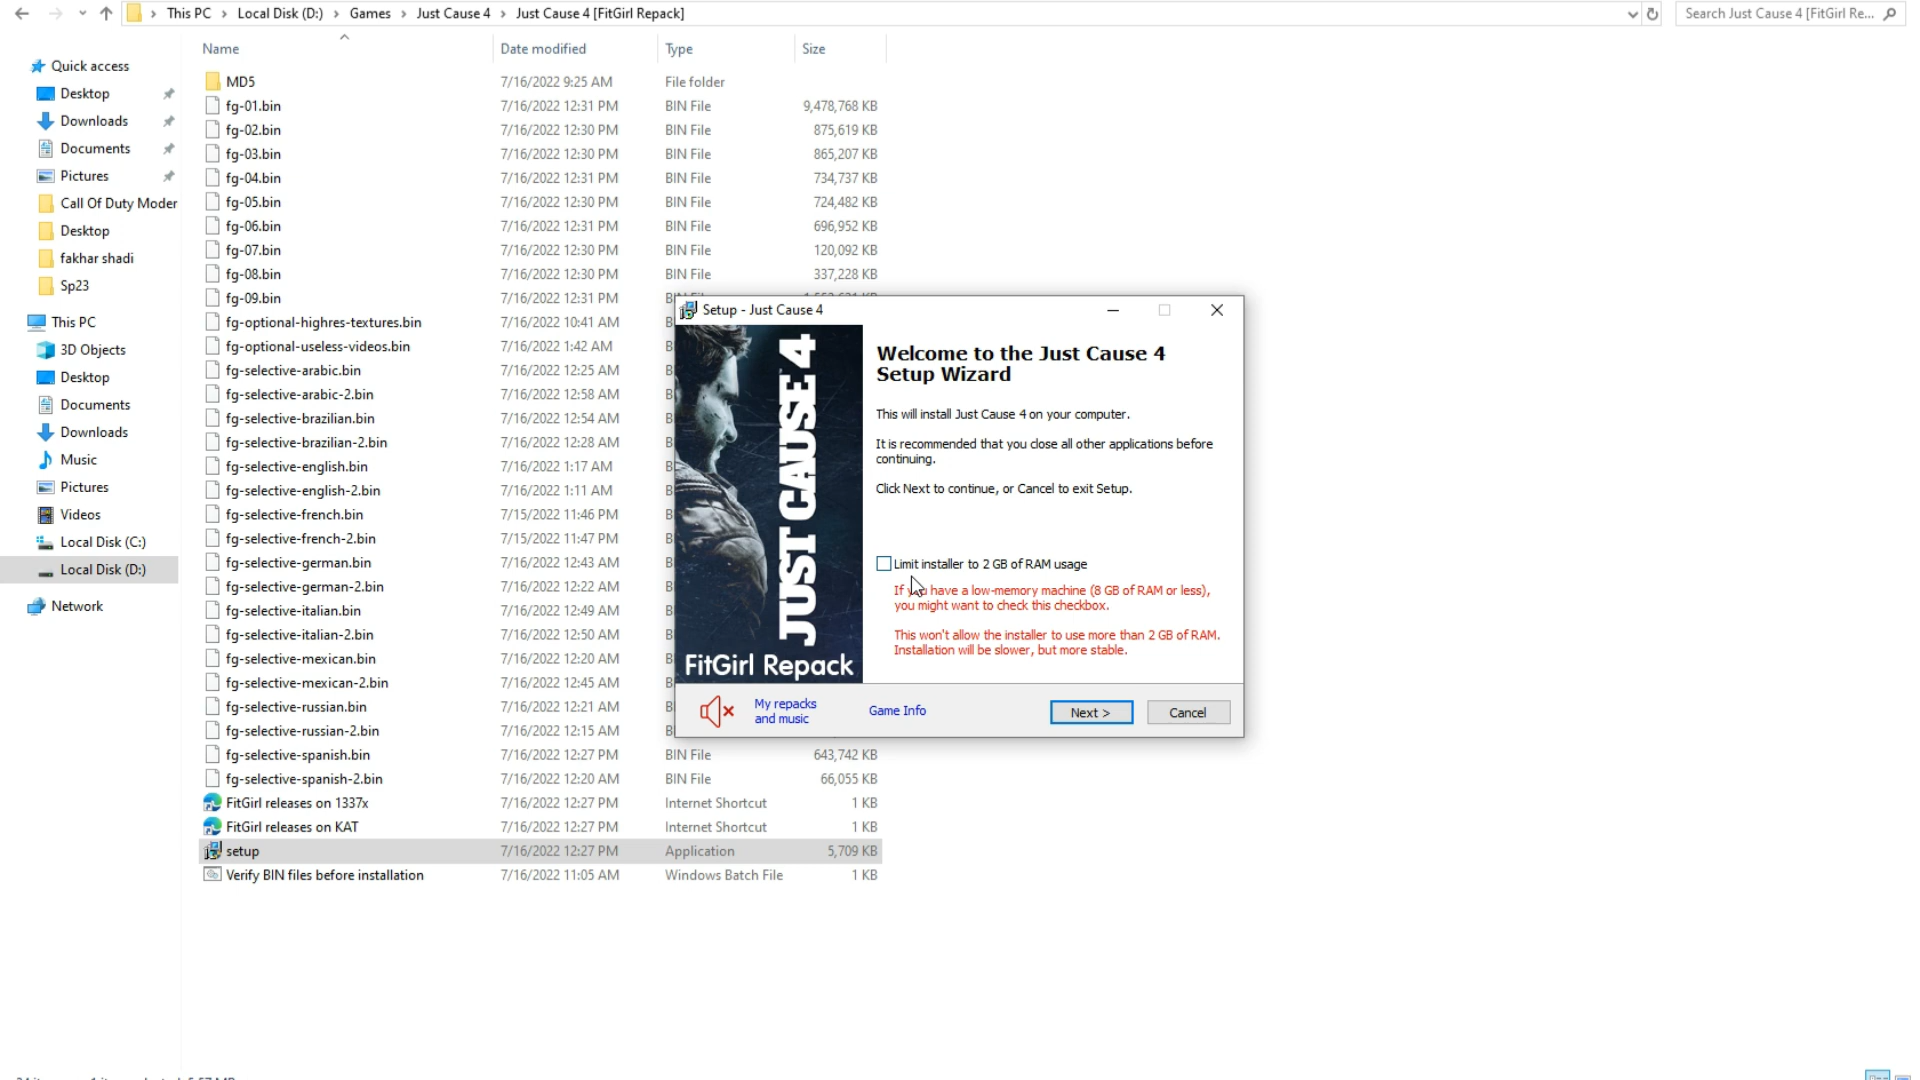 This PC > Local Disk (D:) > Games > Just Cause 4 > Just Cause 4 [FitGirl Repack]
Search Just Cause 4 [FitGirl Re...
Name Date modified Type Size
Quick access
Desktop
Downloads
Documents
Pictures
Call Of Duty Moder
Desktop
fakhar shadi
Sp23
This PC
3D Objects
Desktop
Documents
Downloads
Music
Pictures
Videos
Local Disk (C:)
Local Disk (D:)
Network
MD5 7/16/2022 9:25 AM File folder
fg-01.bin 7/16/2022 12:31 PM BIN File 9,478,768 KB
fg-02.bin 7/16/2022 12:30 PM BIN File 875,619 KB
fg-03.bin 7/16/2022 12:30 PM BIN File 865,207 KB
fg-04.bin 7/16/2022 12:31 PM BIN File 734,737 KB
fg-05.bin 7/16/2022 12:30 PM BIN File 724,482 KB
fg-06.bin 7/16/2022 12:31 PM BIN File 696,952 KB
fg-07.bin 7/16/2022 12:30 PM BIN File 120,092 KB
fg-08.bin 7/16/2022 12:30 PM BIN File 337,228 KB
fg-09.bin 7/16/2022 12:31 PM
fg-optional-highres-textures.bin 7/16/2022 10:41 AM
fg-optional-useless-videos.bin 7/16/2022 1:42 AM
fg-selective-arabic.bin 7/16/2022 12:25 AM
fg-selective-arabic-2.bin 7/16/2022 12:58 AM
fg-selective-brazilian.bin 7/16/2022 12:54 AM
fg-selective-brazilian-2.bin 7/16/2022 12:28 AM
fg-selective-english.bin 7/16/2022 1:17 AM
fg-selective-english-2.bin 7/16/2022 1:11 AM
fg-selective-french.bin 7/15/2022 11:46 PM
fg-selective-french-2.bin 7/15/2022 11:47 PM
fg-selective-german.bin 7/16/2022 12:43 AM
fg-selective-german-2.bin 7/16/2022 12:22 AM
fg-selective-italian.bin 7/16/2022 12:49 AM
fg-selective-italian-2.bin 7/16/2022 12:50 AM
fg-selective-mexican.bin 7/16/2022 12:20 AM
fg-selective-mexican-2.bin 7/16/2022 12:45 AM
fg-selective-russian.bin 7/16/2022 12:21 AM
fg-selective-russian-2.bin 7/16/2022 12:15 AM
fg-selective-spanish.bin 7/16/2022 12:27 PM BIN File 643,742 KB
fg-selective-spanish-2.bin 7/16/2022 12:20 AM BIN File 66,055 KB
FitGirl releases on 1337x 7/16/2022 12:27 PM Internet Shortcut 1 KB
FitGirl releases on KAT 7/16/2022 12:27 PM Internet Shortcut 1 KB
setup 7/16/2022 12:27 PM Application 5,709 KB
Verify BIN files before installation 7/16/2022 11:05 AM Windows Batch File 1 KB
Setup - Just Cause 4
JUST CAUSE 4
FitGirl Repack
Welcome to the Just Cause 4
Setup Wizard
This will install Just Cause 4 on your computer.
It is recommended that you close all other applications before
continuing.
Click Next to continue, or Cancel to exit Setup.
Limit installer to 2 GB of RAM usage
If you have a low-memory machine (8 GB of RAM or less),
you might want to check this checkbox.
This won't allow the installer to use more than 2 GB of RAM.
Installation will be slower, but more stable.
My repacks
and music
Game Info
Next >
Cancel